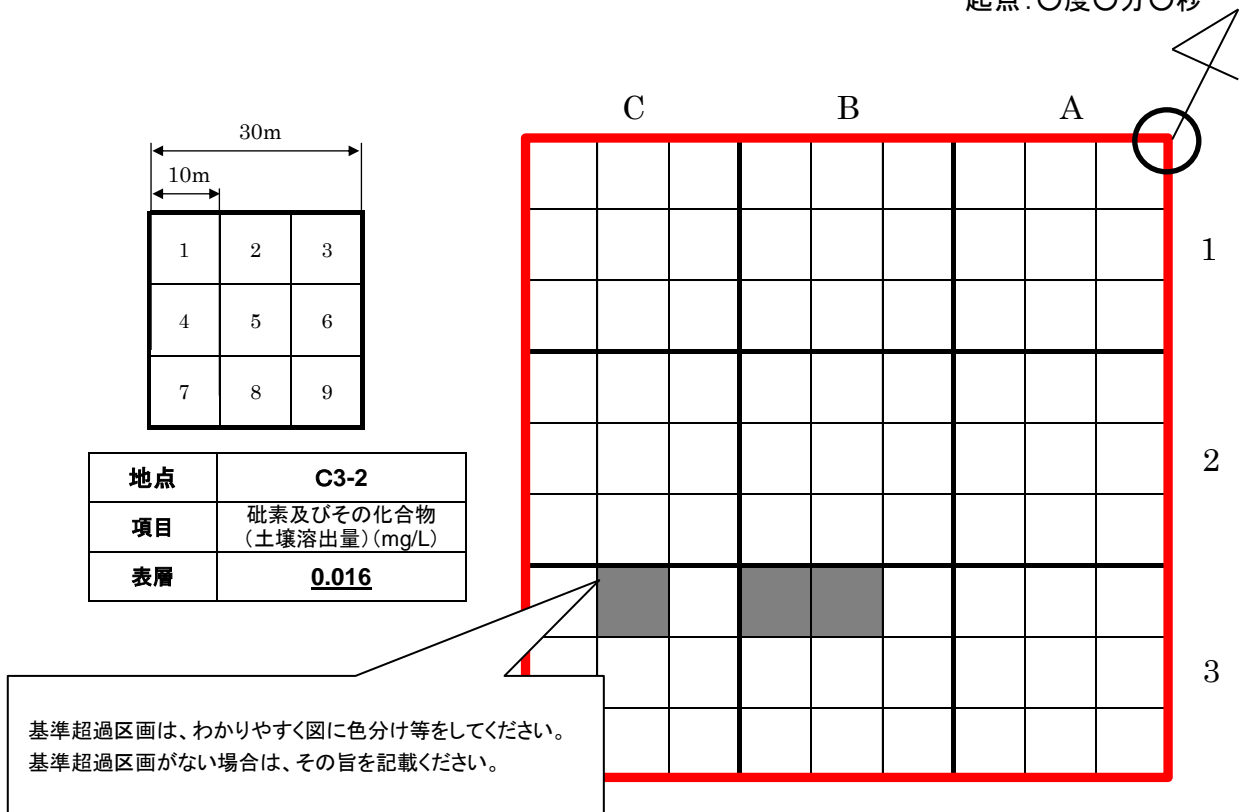 起点:〇度〇分〇秒
C B A
30m
10m
1 2 3
4 5 6
7 8 9
1
2
3
地点 C3-2
項目 砒素及びその化合物
(土壌溶出量)(mg/L)
表層 0.016
基準超過区画は、わかりやすく図に色分け等をしてください。
基準超過区画がない場合は、その旨を記載ください。